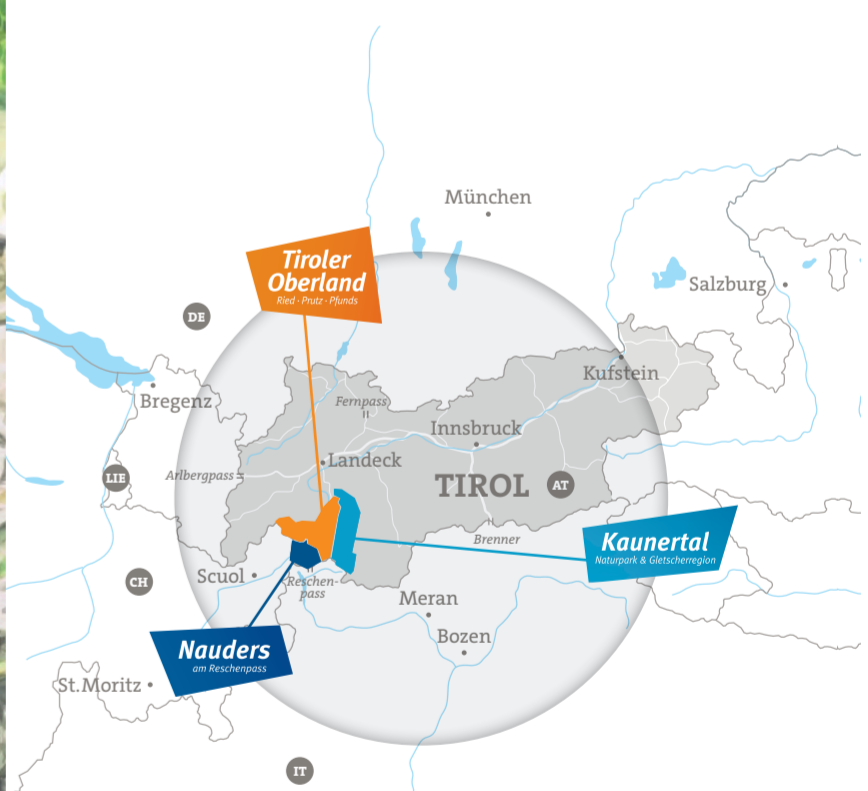 München
Tiroler
Oberland
Ried · Prutz · Pfunds
Salzburg
DE
Kufstein
Bregenz
Fernpass
Innsbruck
Landeck
Arlbergpass
LIE
TIROL
AT
Brenner
Kaunertal
Naturpark & Gletscherregion
Scuol
CH
Reschen-
pass
Meran
Bozen
Nauders
am Reschenpass
St.Moritz
IT